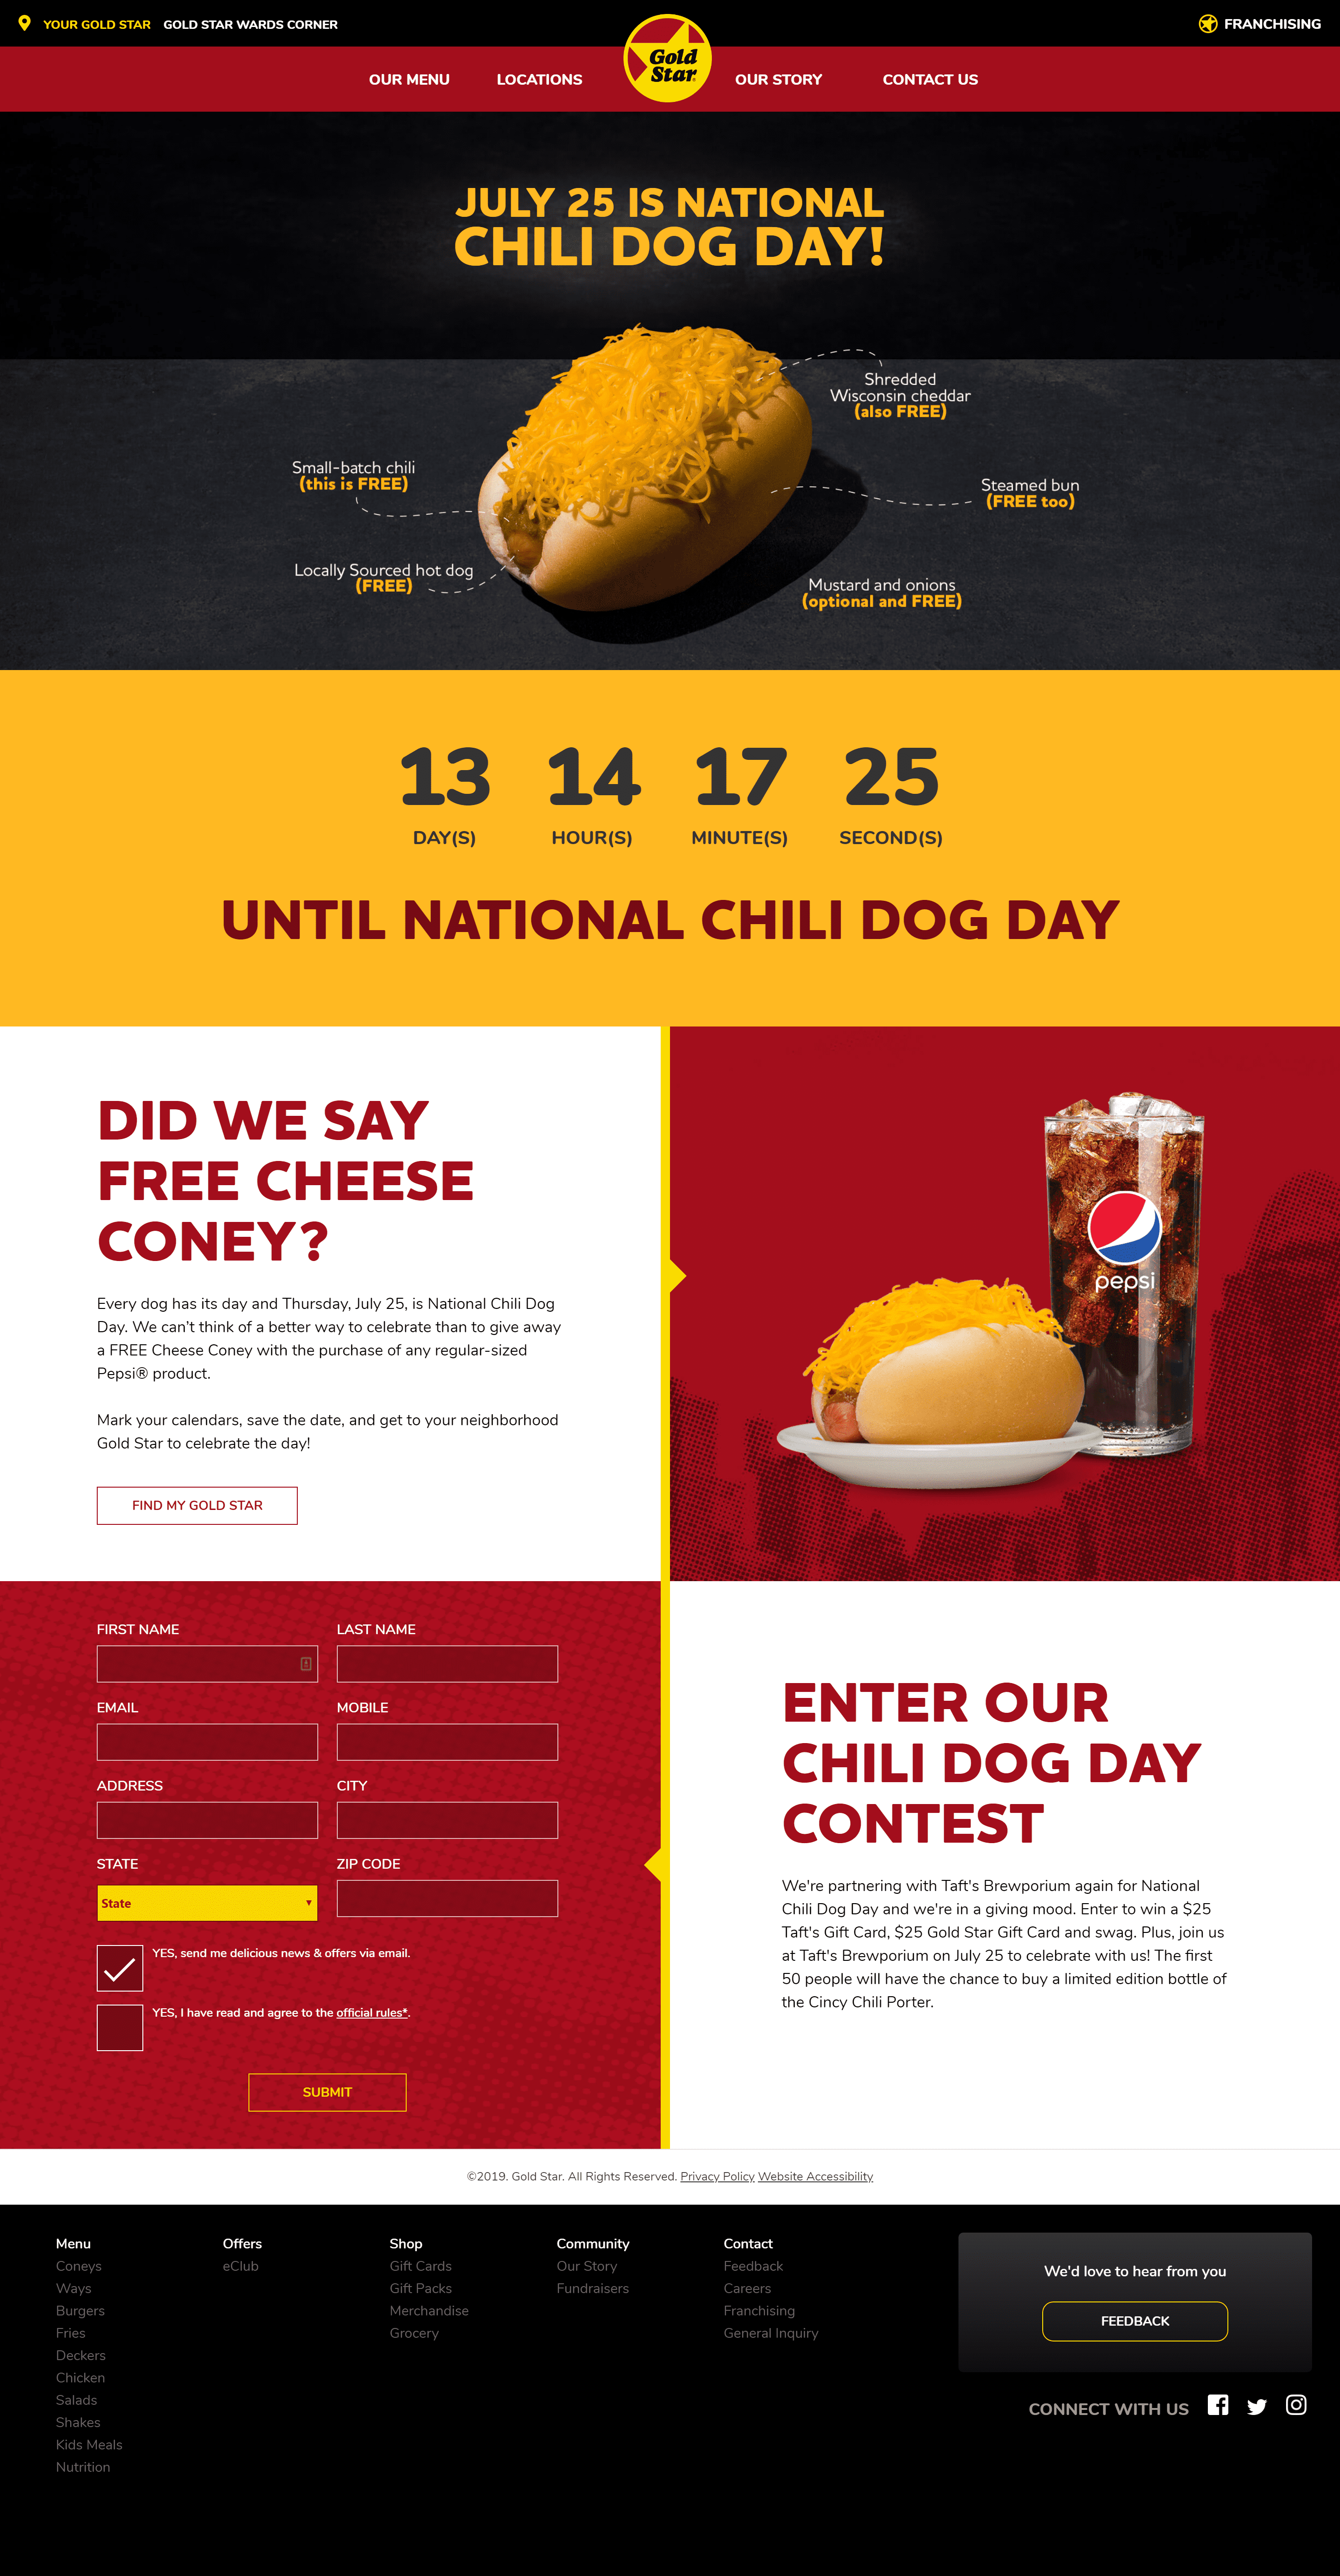 YOUR GOLD STAR GOLD STAR WARDS CORNER
FRANCHISING
OUR MENU LOCATIONS
Gold
Star
OUR STORY CONTACT US
JULY 25 IS NATIONAL
CHILI DOG DAY!
Shredded
Wisconsin cheddar
(also FREE)
Small-batch chili
(this is FREE)
Steamed bun
(FREE too)
Locally Sourced hot dog
(FREE)
Mustard and onions
(optional and FREE)
13 14 17 25
DAY(S) HOUR(S) MINUTE(S) SECOND(S)
UNTIL NATIONAL CHILI DOG DAY
DID WE SAY
FREE CHEESE
CONEY?
Every dog has its day and Thursday, July 25, is National Chili Dog
Day. We can't think of a better way to celebrate than to give away
a FREE Cheese Coney with the purchase of any regular-sized
Pepsi® product.
Mark your calendars, save the date, and get to your neighborhood
Gold Star to celebrate the day!
FIND MY GOLD STAR
pepsi
FIRST NAME LAST NAME
EMAIL MOBILE
ADDRESS CITY
STATE ZIP CODE
State
YES, send me delicious news & offers via email.
YES, I have read and agree to the official rules*.
SUBMIT
ENTER OUR
CHILI DOG DAY
CONTEST
We're partnering with Taft's Brewporium again for National
Chili Dog Day and we're in a giving mood. Enter to win a $25
Taft's Gift Card, $25 Gold Star Gift Card and swag. Plus, join us
at Taft's Brewporium on July 25 to celebrate with us! The first
50 people will have the chance to buy a limited edition bottle of
the Cincy Chili Porter.
©2019. Gold Star. All Rights Reserved. Privacy Policy Website Accessibility
Menu
Coneys
Ways
Burgers
Fries
Deckers
Chicken
Salads
Shakes
Kids Meals
Nutrition
Offers
eClub
Shop
Gift Cards
Gift Packs
Merchandise
Grocery
Community
Our Story
Fundraisers
Contact
Feedback
Careers
Franchising
General Inquiry
We'd love to hear from you
FEEDBACK
CONNECT WITH US